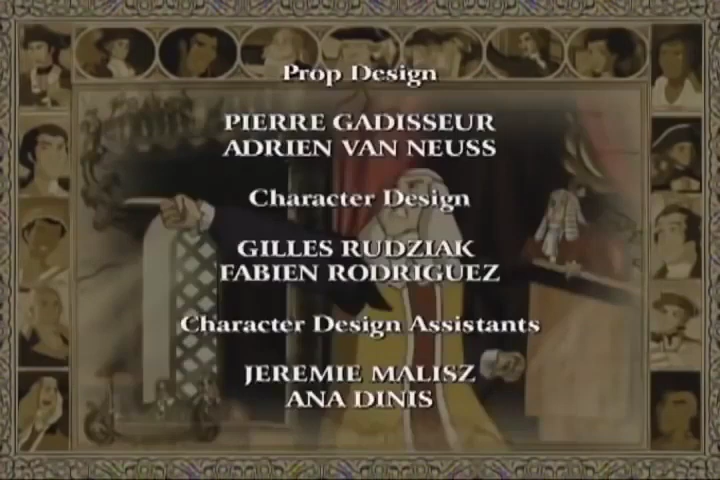 Prop Design
PIERRE GADISSEUR
ADRIEN VAN NEUSS
Character Design
GILLES RUDZIAK
FABIEN RODRIGUEZ
Character Design Assistants
JEREMIE MALISZ
ANA DINIS